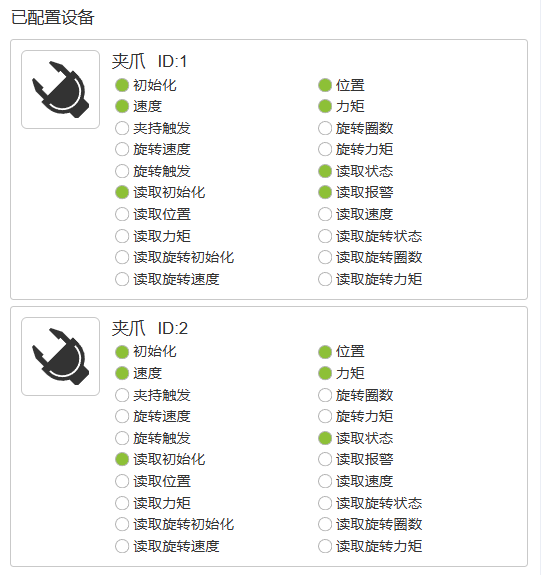 已配置设备
夹爪 ID:1
初始化 位置
速度 力矩
夹持触发 旋转圈数
旋转速度 旋转力矩
旋转触发 读取状态
读取初始化 读取报警
读取位置 读取速度
读取力矩 读取旋转状态
读取旋转初始化 读取旋转圈数
读取旋转速度 读取旋转力矩
夹爪 ID:2
初始化 位置
速度 力矩
夹持触发 旋转圈数
旋转速度 旋转力矩
旋转触发 读取状态
读取初始化 读取报警
读取位置 读取速度
读取力矩 读取旋转状态
读取旋转初始化 读取旋转圈数
读取旋转速度 读取旋转力矩